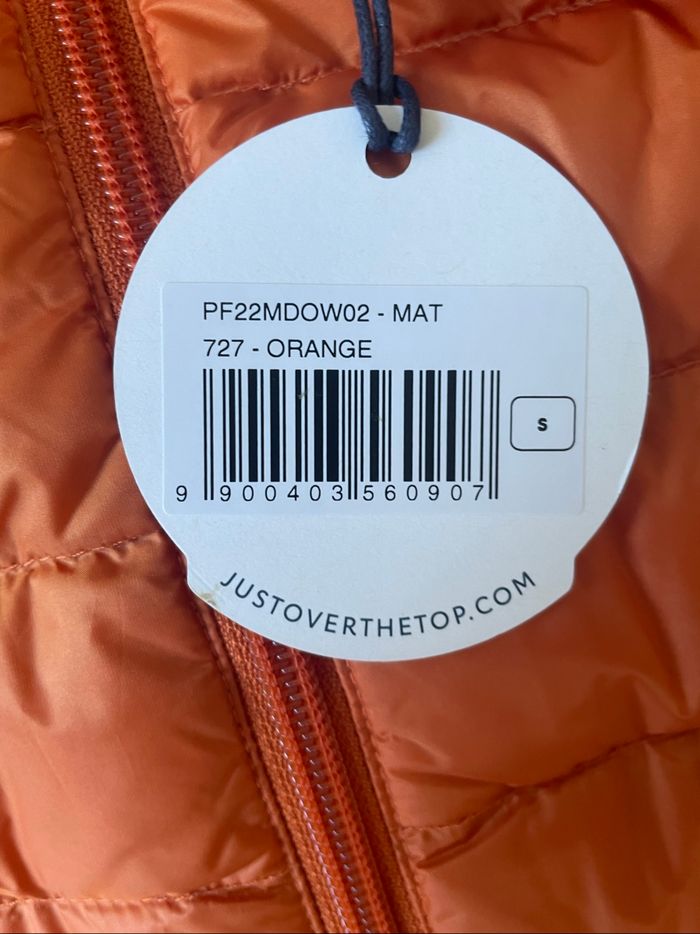 PF22MDOW02 - MAT
727 - ORANGE
S
9 900403 560907
JUSTOVERTHETOP.COM